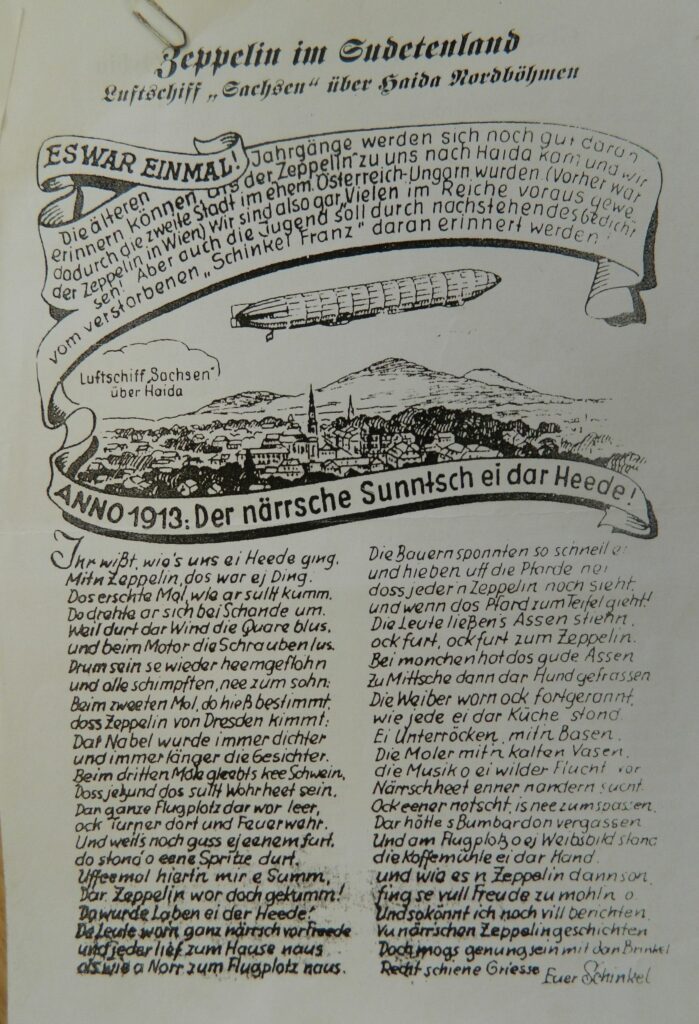 Zeppelin im Sudetenland
Luftschiff „Sachsen“ über Haida Nordböhmen
ES WAR EINMAL!
Die älteren Jahrgänge werden sich noch gut daran
erinnern können, als der „Zeppelin“ zu uns nach Haida kam und wir
dadurch die zweite Stadt im ehem. Österreich-Ungarn wurden. (Vorher war
der Zeppelin in Wien) Wir sind also gar Vielen im Reiche voraus gewe
sen! Aber auch die Jugend soll durch nachstehendes Gedicht
vom verstorbenen „Schinkel Franz“ daran erinnert werden!
Luftschiff „Sachsen“
über Haida
ANNO 1913: Der närrsche Sunntsch ei dar Heede!
Ihr wißt, wie's uns ei Heede ging,
Mitn Zeppelin, dos war ej Ding.
Dos erschte Mol, wie ar sullt kumm,
Do drehte ar sich bei Schande um.
Weil durt dar Wind die Quare blus,
und beim Motor die Schrauben lus.
Drum sein se wieder heemgeflohn
und olle schimpften, nee zum sohn:
Beim zweeten Mol, do hieß bestimmt,
doss Zeppelin von Dresden kimmt;
Dar Nabel wurde immer dichter
und immer länger die Gesichter.
Beim dritten Mole gleebts kee Schwein,
Doss jetzund dos sullt Wohrheet sein,
Dar ganze Flugplotz dar wor leer,
ock Turner dort und Feuerwehr.
Und weils noch guss ej eenem furt,
do stond o eene Spritze durt.
Uffeemol hiertn mir e Summ,
Dar Zeppelin wor doch gekumm!
Do wurde Laben ei der Heede!
De Leute worn ganz närrsch vor Freede
und jeder lief zum Hause naus
als wie a Norr zum Flugplotz naus.
Die Bauern sponnten so schnell e:
und hieben uff die Pfarde nei
doss jeder n Zeppelin noch sieht,
und wenn dos Pfard zum Teifel gieht!
Die Leute ließen's Assen stiehn,
ock furt, ock furt zum Zeppelin.
Bei monchen hot dos gude Assen
Zu Mittsche dann dar Hund gefrassen
Die Weiber worn ock fortgerannt,
wie jede ei dar Küche stond
Ei Unterröcken, mitn Basen,
Die Moler mit'n kalten Vasen,
die Musik o ei wilder Flucht vor
Närrschheet enner nandern sucht.
Ock eener notscht, is nee zum spassen,
Dar hotte s Bumbardon vergassen
Und am Flugploß o ej Weibsbild stond
die Koffemühle ei dar Hand.
und wie es n Zeppelin dann soh,
fing se vull Freude zu mohln o
Und so könnt ich noch vill berichten,
Vu närrschen Zeppelingeschichten
Doch mogs genung sein mit dan Brinkel
Recht schiene Griesse Euer Schinkel